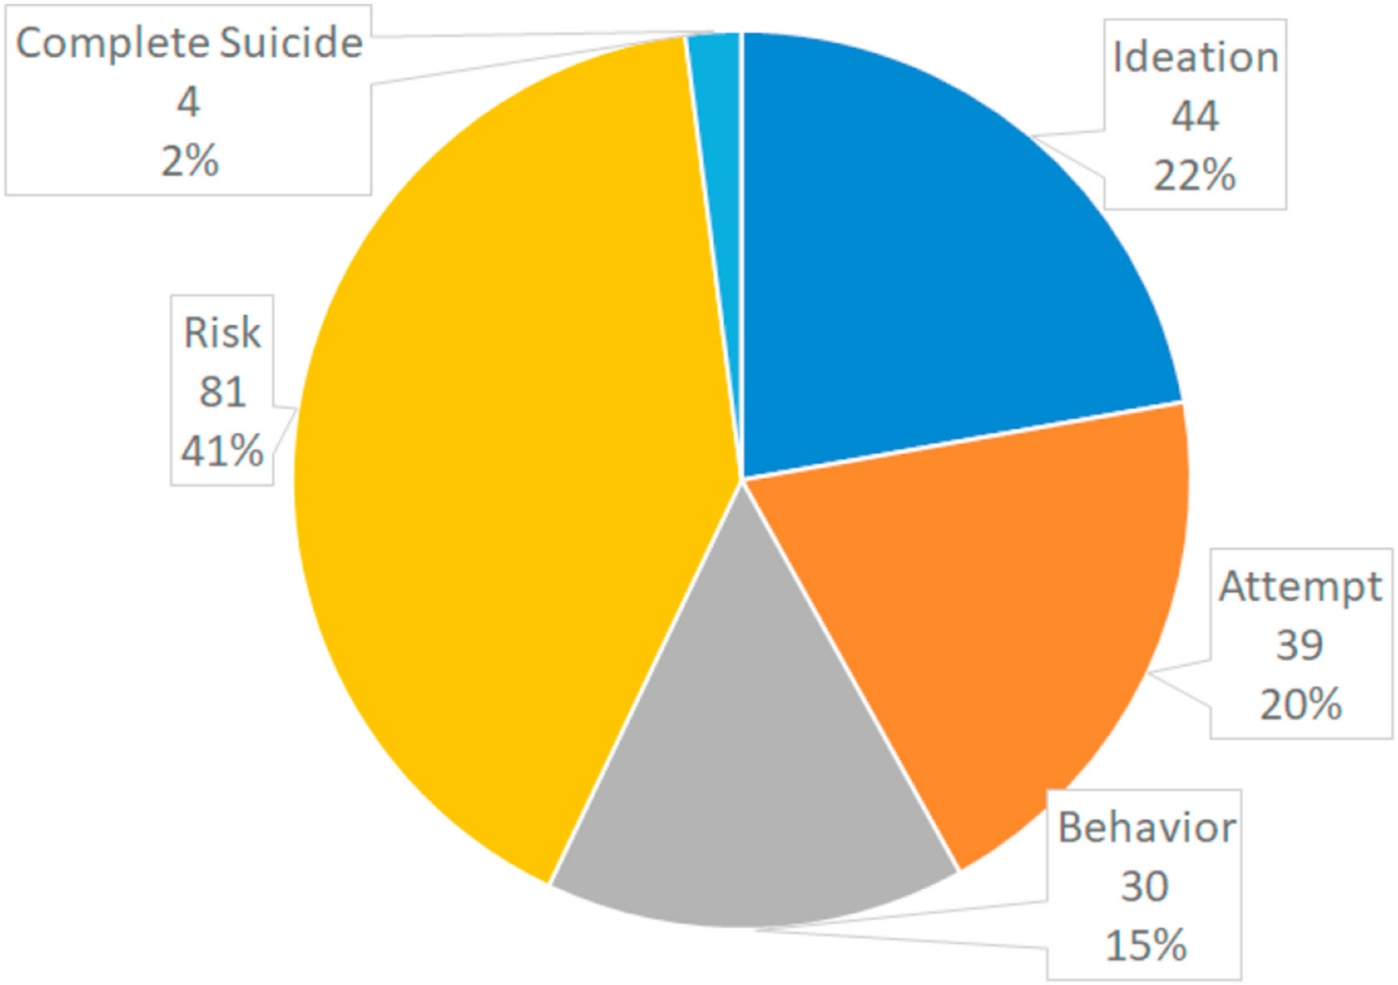 Complete Suicide
4
2%
Ideation
44
22%
Risk
81
41%
Attempt
39
20%
Behavior
30
15%